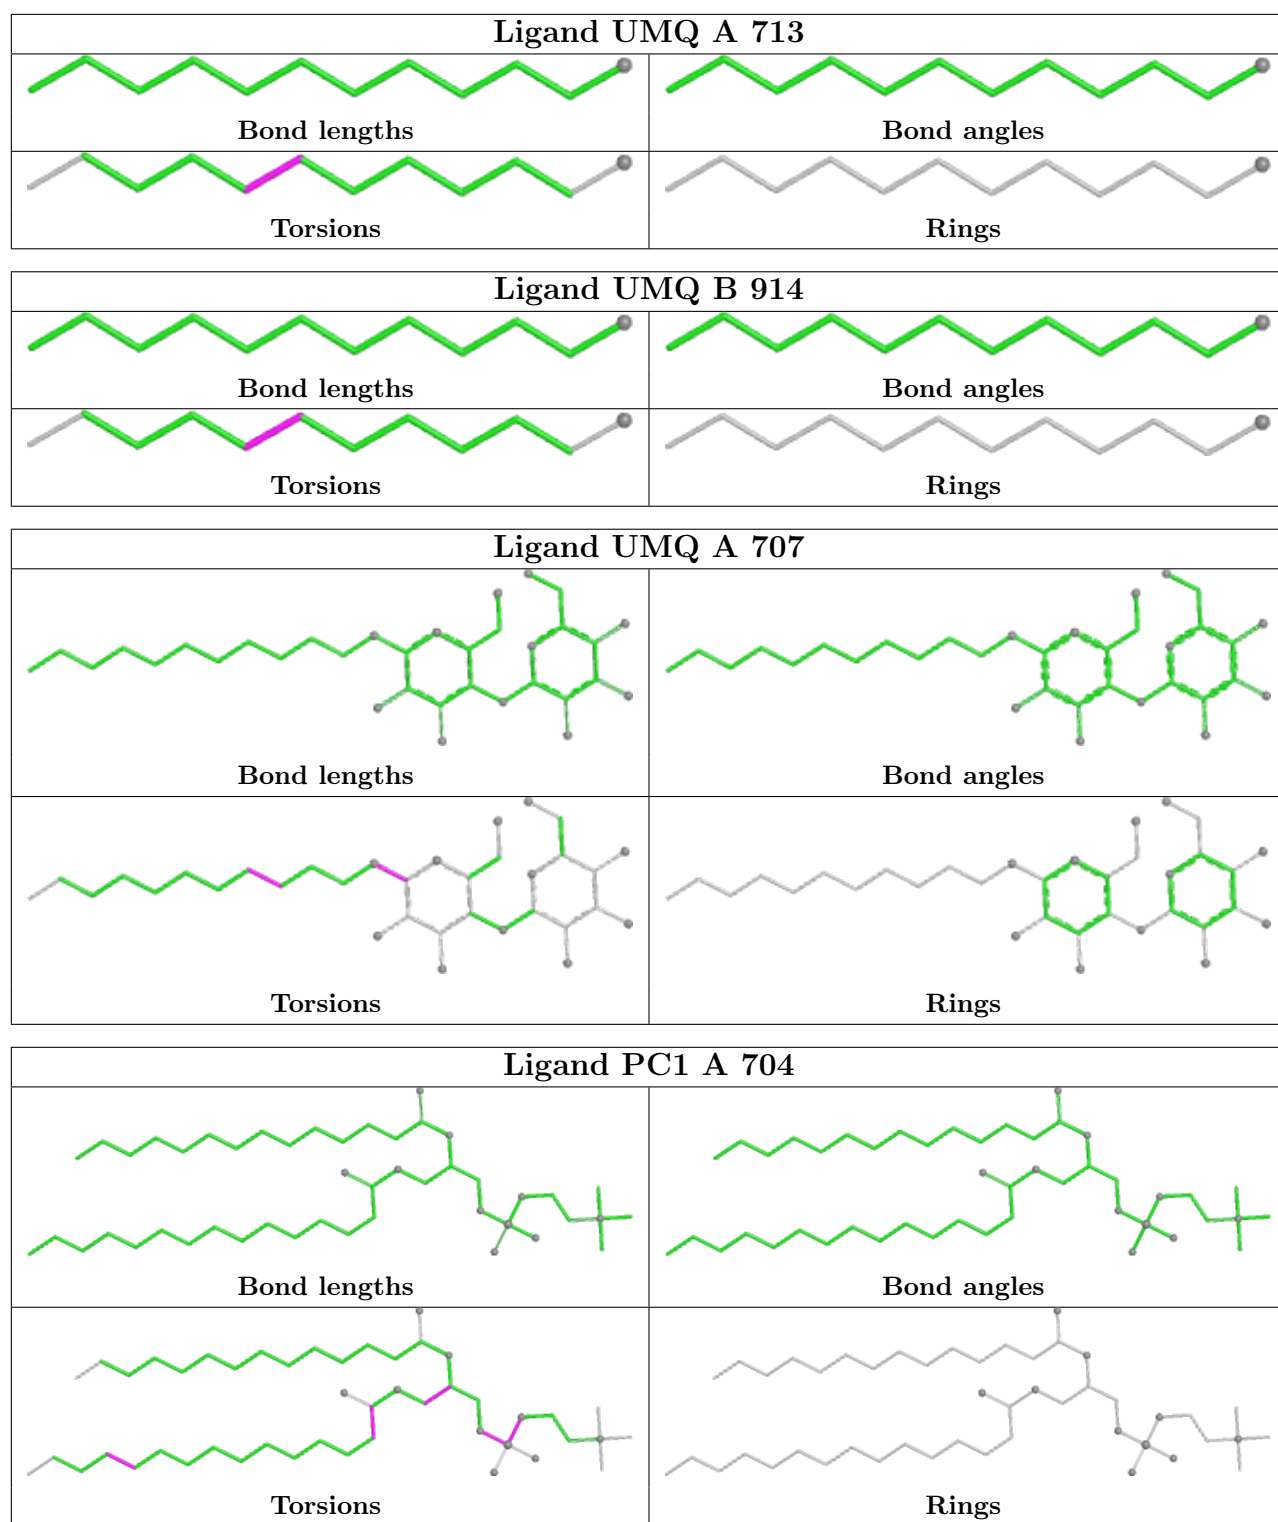 Ligand UMQ A 713
Bond lengths Bond angles
Torsions Rings
Ligand UMQ B 914
Bond lengths Bond angles
Torsions Rings
Ligand UMQ A 707
Bond lengths Bond angles
Torsions Rings
Ligand PC1 A 704
Bond lengths Bond angles
Torsions Rings